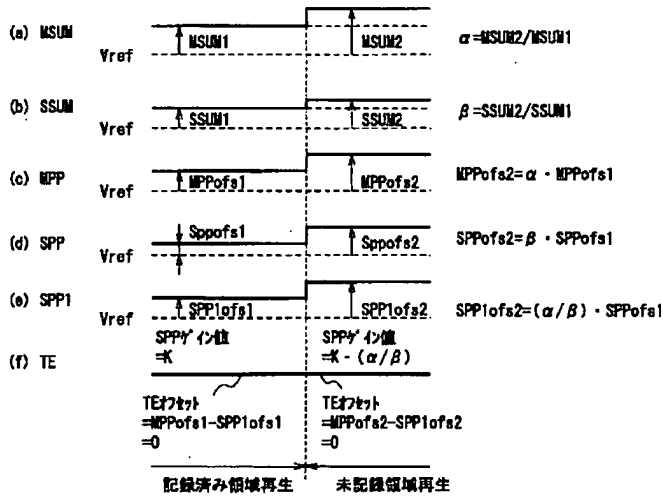 (a) MSUM
MSUM1
MSUM2
Vref
α=MSUM2/MSUM1
(b) SSUM
SSUM1
SSUM2
Vref
β=SSUM2/SSUM1
(c) MPP
MPPofs1
MPPofs2
Vref
MPPofs2=α・MPPofs1
(d) SPP
Sppofs1
Sppofs2
Vref
SPPofs2=β・SPPofs1
(e) SPP1
SPP1ofs1
SPP1ofs2
Vref
SPP1ofs2=(α/β)・SPPofs1
SPPゲイン値
=K
SPPゲイン値
=K-(α/β)
(f) TE
TEオフセット
=MPPofs1-SPP1ofs1
=0
TEオフセット
=MPPofs2-SPP1ofs2
=0
記録済み領域再生
未記録領域再生